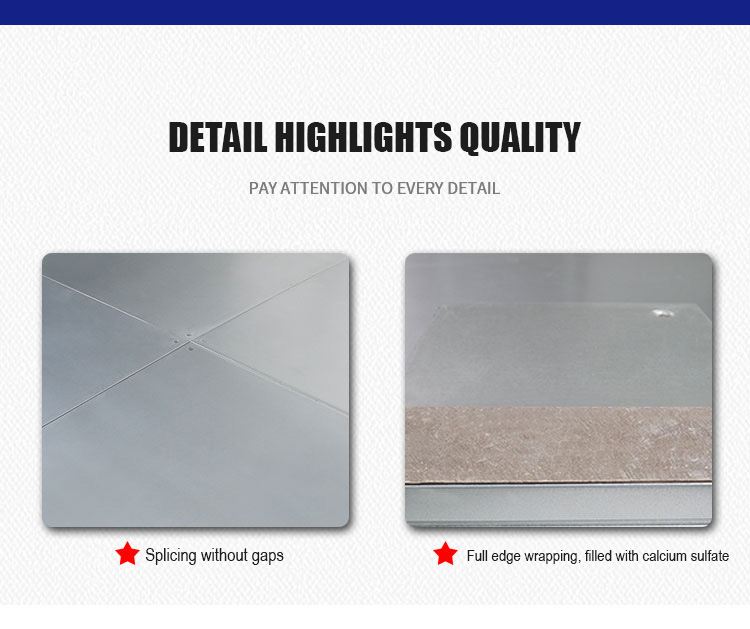 DETAIL HIGHLIGHTS QUALITY
PAY ATTENTION TO EVERY DETAIL
Splicing without gaps
Full edge wrapping, filled with calcium sulfate